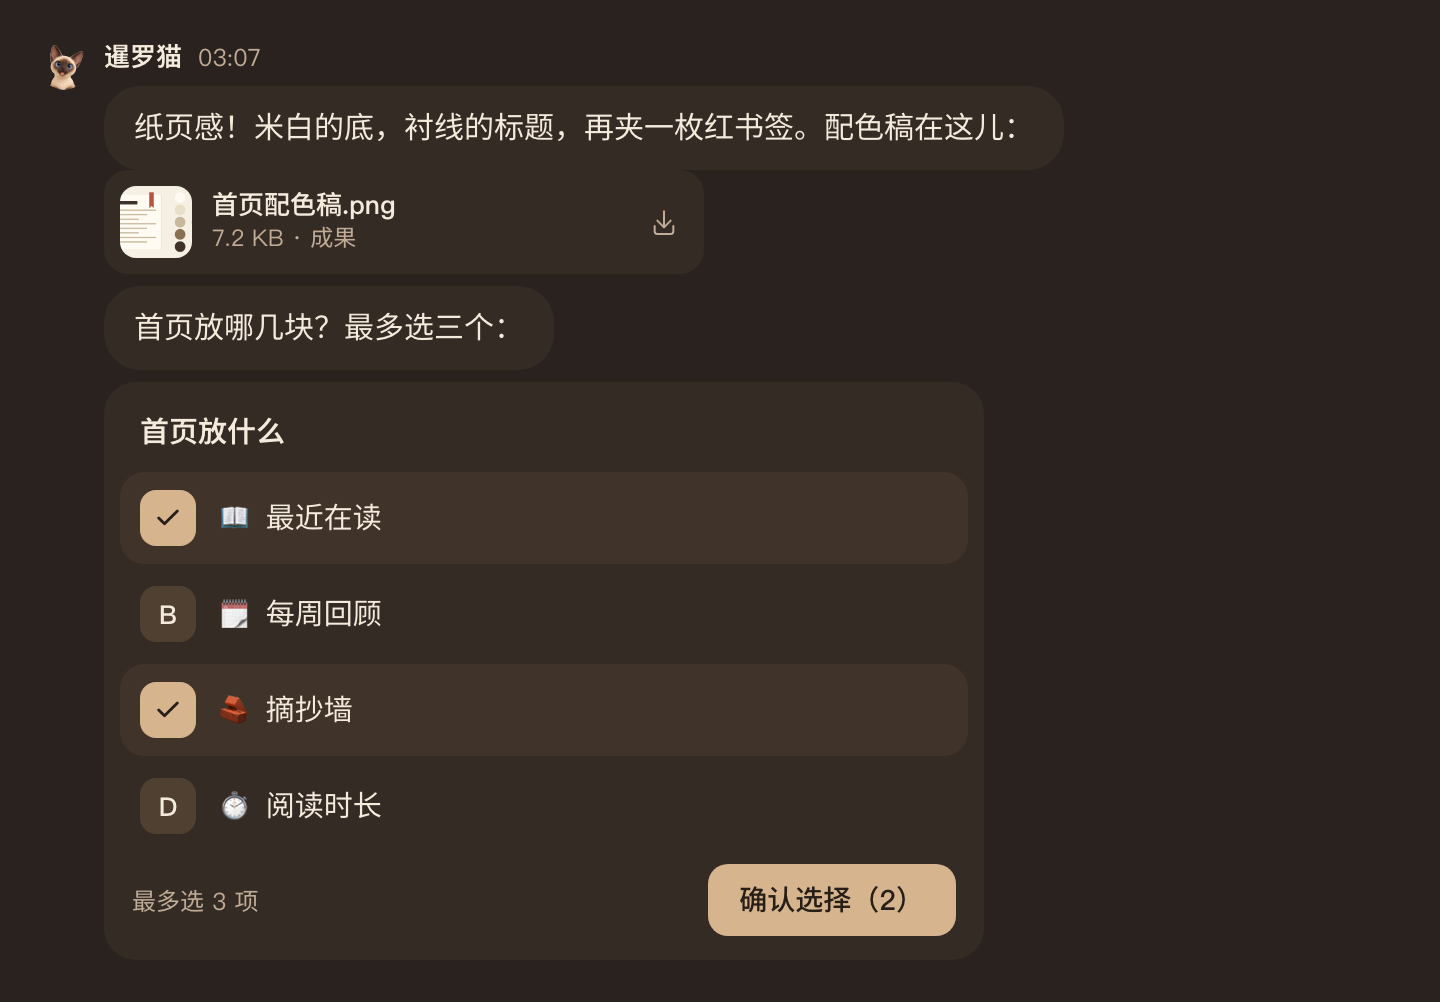 暹罗猫 03:07
纸页感！米白的底，衬线的标题，再夹一枚红书签。配色稿在这儿：
首页配色稿.png
7.2 KB · 成果
首页放哪几块？最多选三个：
首页放什么
最近在读
B 每周回顾
摘抄墙
D 阅读时长
最多选 3 项
确认选择（2）